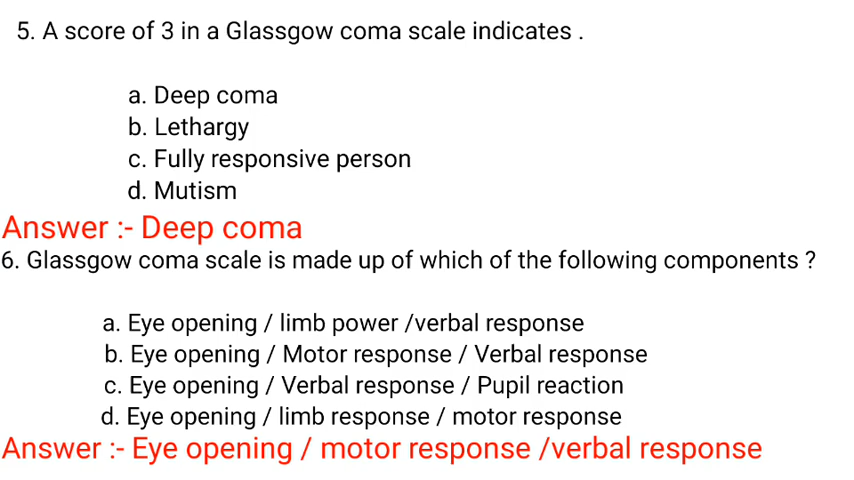 5. A score of 3 in a Glassgow coma scale indicates .
a. Deep coma
b. Lethargy
c. Fully responsive person
d. Mutism
Answer :- Deep coma
6. Glassgow coma scale is made up of which of the following components ?
a. Eye opening / limb power /verbal response
b. Eye opening / Motor response / Verbal response
c. Eye opening / Verbal response / Pupil reaction
d. Eye opening / limb response / motor response
Answer :- Eye opening / motor response /verbal response